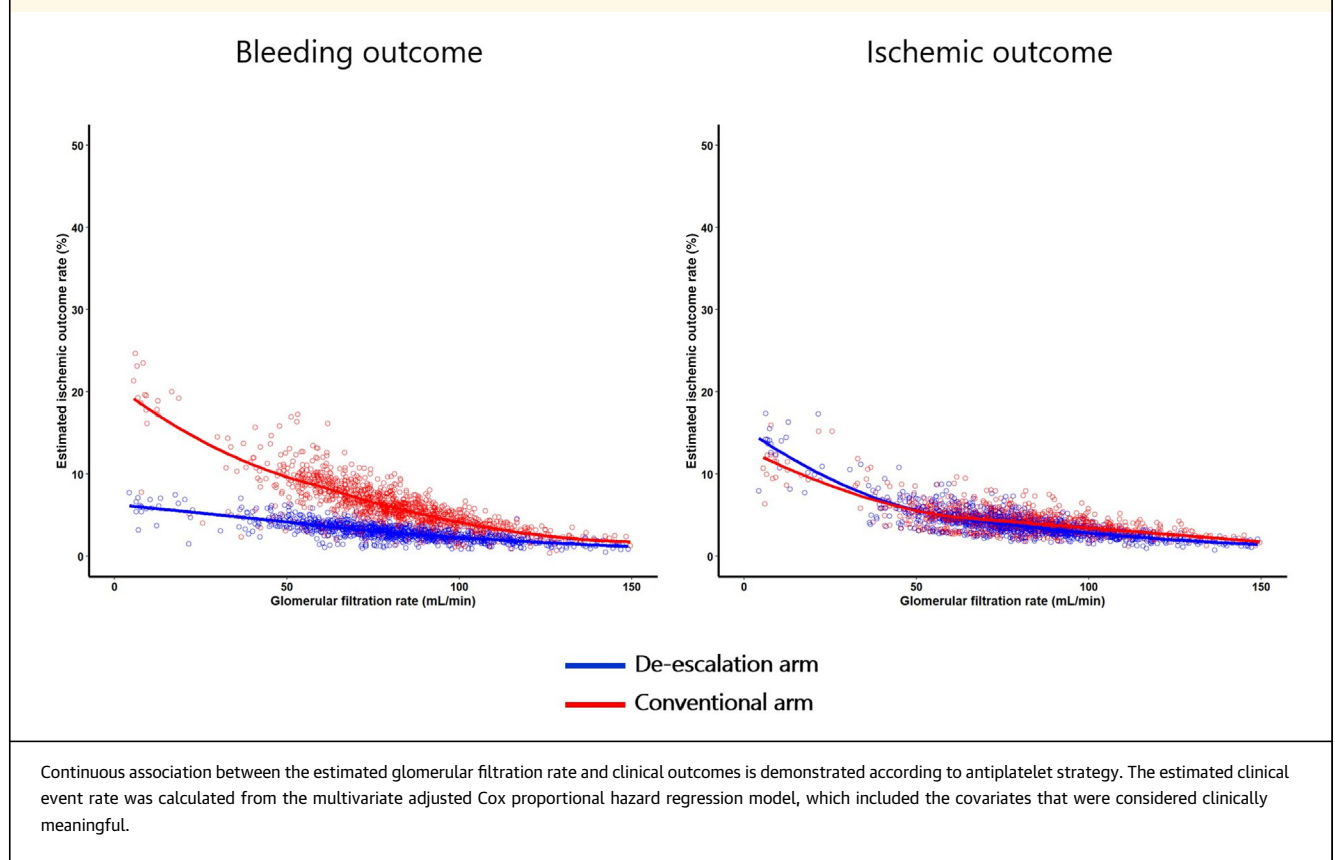 Bleeding outcome
Ischemic outcome
50
40
30
20
10
0
Estimated ischemic outcome rate (%)
0
50
100
150
Glomerular filtration rate (mL/min)
50
40
30
20
10
0
Estimated ischemic outcome rate (%)
0
50
100
150
Glomerular filtration rate (mL/min)
De-escalation arm
Conventional arm
Continuous association between the estimated glomerular filtration rate and clinical outcomes is demonstrated according to antiplatelet strategy. The estimated clinical
event rate was calculated from the multivariate adjusted Cox proportional hazard regression model, which included the covariates that were considered clinically
meaningful.